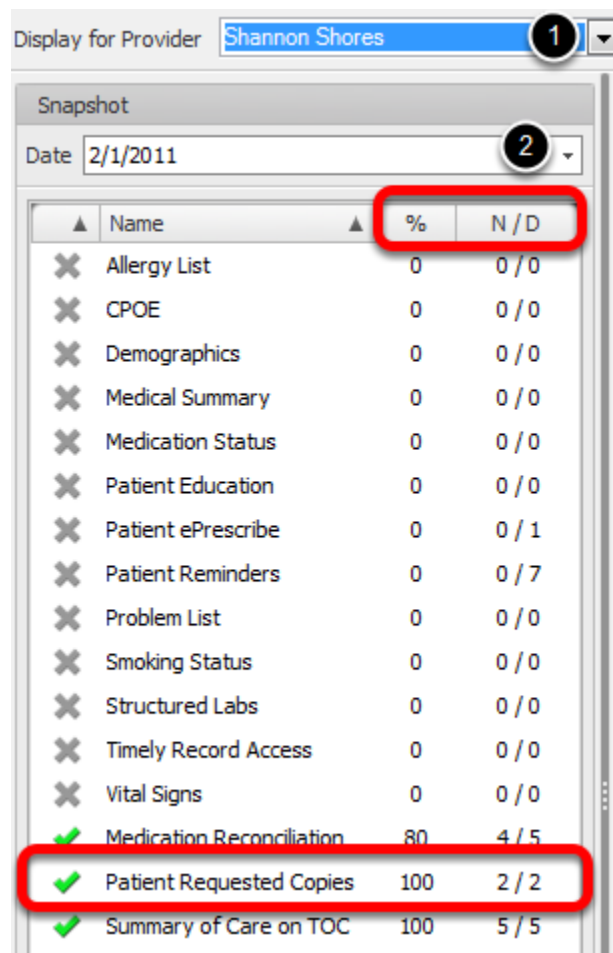 Display for Provider Shannon Shores 1
Snapshot
Date 2/1/2011 2
Name % N / D
Allergy List 0 0 / 0
CPOE 0 0 / 0
Demographics 0 0 / 0
Medical Summary 0 0 / 0
Medication Status 0 0 / 0
Patient Education 0 0 / 0
Patient ePrescribe 0 0 / 1
Patient Reminders 0 0 / 7
Problem List 0 0 / 0
Smoking Status 0 0 / 0
Structured Labs 0 0 / 0
Timely Record Access 0 0 / 0
Vital Signs 0 0 / 0
Medication Reconciliation 80 4 / 5
Patient Requested Copies 100 2 / 2
Summary of Care on TOC 100 5 / 5